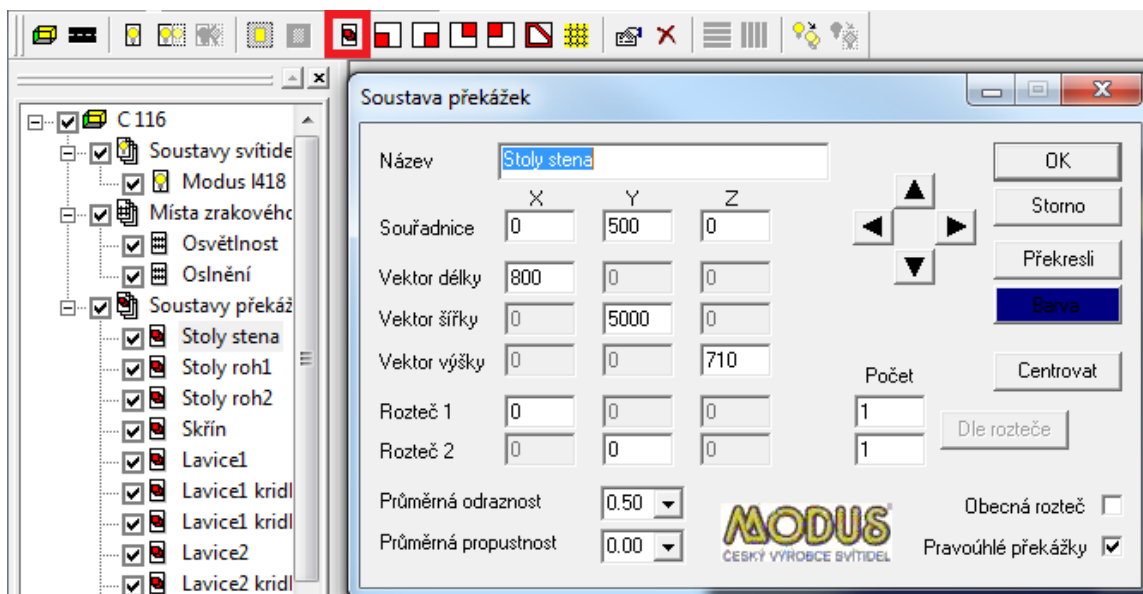 C 116
Soustavy svítide
Modus I418
Místa zrakovéhc
Osvětlnost
Oslnění
Soustavy překáž
Stoly stena
Stoly roh1
Stoly roh2
Skřín
Lavice1
Lavice1 kridl
Lavice1 kridl
Lavice2
Lavice2 kridl
Soustava překážek
Název Stoly stena OK
X Y Z
Souřadnice 0 500 0 Storno
Vektor délky 800 0 0 Překresli
Vektor šířky 0 5000 0 Barva
Vektor výšky 0 0 710 Centrovat
Počet
Rozteč 1 0 0 0 1 Dle rozteče
Rozteč 2 0 0 0 1
Průměrná odraznost 0.50 Obecná rozteč
Průměrná propustnost 0.00 Pravoúhlé překážky
MODUS
ČESKÝ VÝROBCE SVÍTIDEL